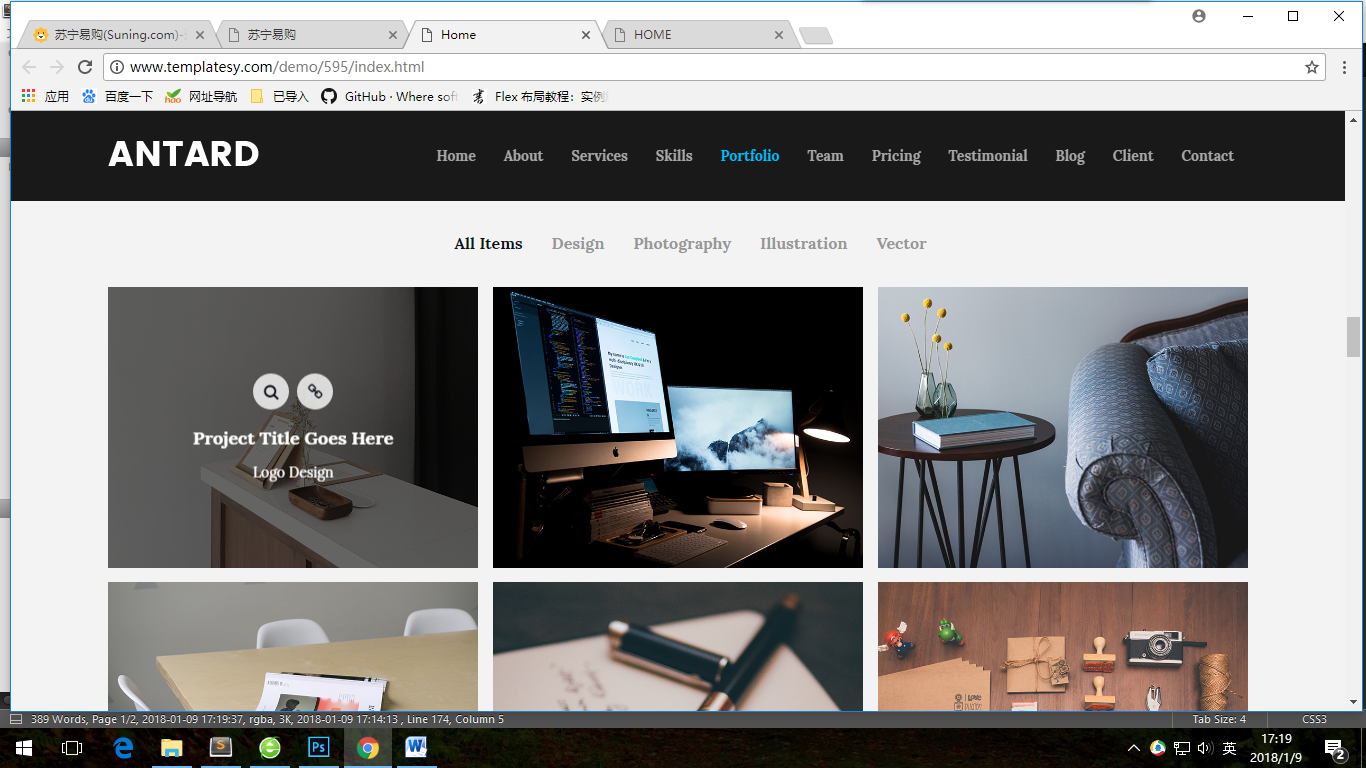 苏宁易购(Suning.com)-
苏宁易购
Home
HOME
www.templatesy.com/demo/595/index.html
应用
百度一下
网址导航
已导入
GitHub · Where soft
Flex 布局教程：实例
ANTARD
Home
About
Services
Skills
Portfolio
Team
Pricing
Testimonial
Blog
Client
Contact
All Items
Design
Photography
Illustration
Vector
Project Title Goes Here
Logo Design
WORK
389 Words, Page 1/2, 2018-01-09 17:19:37, rgba, 3K, 2018-01-09 17:14:13 , Line 174, Column 5
Tab Size: 4
CSS3
英
17:19
2018/1/9
2